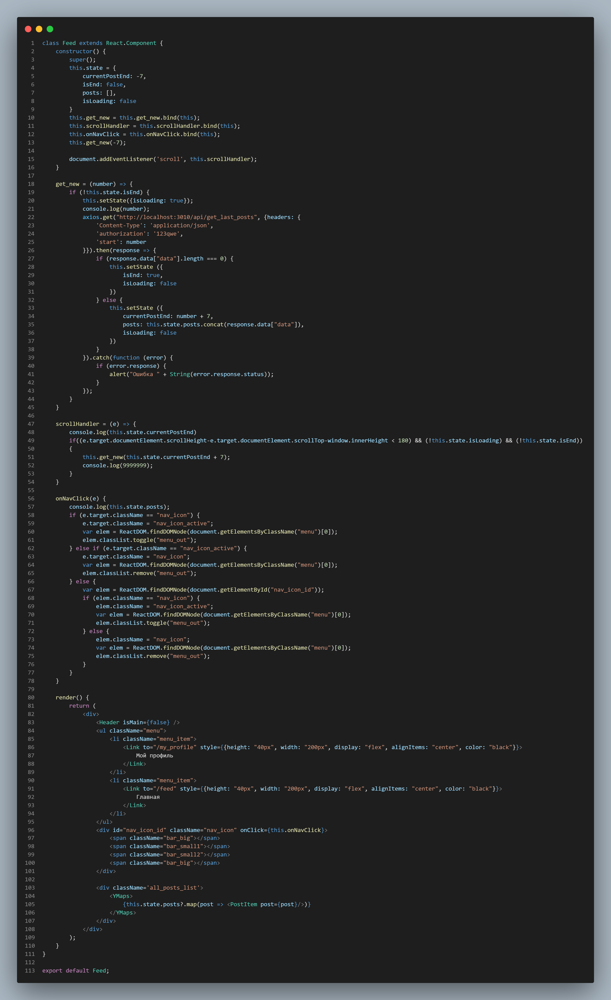 1 class Feed extends React.Component {
2     constructor() {
3         super();
4         this.state = {
5             currentPostEnd: -7,
6             isEnd: false,
7             posts: [],
8             isLoading: false
9         }
10         this.get_new = this.get_new.bind(this);
11         this.scrollHandler = this.scrollHandler.bind(this);
12         this.onNavClick = this.onNavClick.bind(this);
13         this.get_new(-7);
14
15         document.addEventListener('scroll', this.scrollHandler);
16     }
17
18     get_new = (number) => {
19         if (!this.state.isEnd) {
20             this.setState({isLoading: true});
21             console.log(number);
22             axios.get("http://localhost:3010/api/get_last_posts", {headers: {
23                 'Content-Type': 'application/json',
24                 'authorization': '123qwe',
25                 'start': number
26             }}).then(response => {
27                 if (response.data["data"].length === 0) {
28                     this.setState ({
29                         isEnd: true,
30                         isLoading: false
31                     })
32                 } else {
33                     this.setState ({
34                         currentPostEnd: number + 7,
35                         posts: this.state.posts.concat(response.data["data"]),
36                         isLoading: false
37                     })
38                 }
39             }).catch(function (error) {
40                 if (error.response) {
41                     alert("Ошибка " + String(error.response.status));
42                 }
43             });
44         }
45     }
46
47     scrollHandler = (e) => {
48         console.log(this.state.currentPostEnd)
49         if((e.target.documentElement.scrollHeight-e.target.documentElement.scrollTop-window.innerHeight < 180) && (!this.state.isLoading) && (!this.state.isEnd))
50         {
51             this.get_new(this.state.currentPostEnd + 7);
52             console.log(9999999);
53         }
54     }
55
56     onNavClick(e) {
57         console.log(this.state.posts);
58         if (e.target.className == "nav_icon") {
59             e.target.className = "nav_icon_active";
60             var elem = ReactDOM.findDOMNode(document.getElementsByClassName("menu")[0]);
61             elem.classList.toggle("menu_out");
62         } else if (e.target.className == "nav_icon_active") {
63             e.target.className = "nav_icon";
64             var elem = ReactDOM.findDOMNode(document.getElementsByClassName("menu")[0]);
65             elem.classList.remove("menu_out");
66         } else {
67             var elem = ReactDOM.findDOMNode(document.getElementById("nav_icon_id"));
68             if (elem.className == "nav_icon") {
69                 elem.className = "nav_icon_active";
70                 var elem = ReactDOM.findDOMNode(document.getElementsByClassName("menu")[0]);
71                 elem.classList.toggle("menu_out");
72             } else {
73                 elem.className = "nav_icon";
74                 var elem = ReactDOM.findDOMNode(document.getElementsByClassName("menu")[0]);
75                 elem.classList.remove("menu_out");
76             }
77         }
78     }
79
80     render() {
81         return (
82             <div>
83                 <Header isMain={false} />
84                 <ul className="menu">
85                     <li className="menu_item">
86                         <Link to="/my_profile" style={{height: "40px", width: "200px", display: "flex", alignItems: "center", color: "black"}}>
87                             Мой профиль
88                         </Link>
89                     </li>
90                     <li className="menu_item">
91                         <Link to="/feed" style={{height: "40px", width: "200px", display: "flex", alignItems: "center", color: "black"}}>
92                             Главная
93                         </Link>
94                     </li>
95                 </ul>
96                 <div id="nav_icon_id" className="nav_icon" onClick={this.onNavClick}>
97                     <span className="bar_big"></span>
98                     <span className="bar_small1"></span>
99                     <span className="bar_small2"></span>
100                     <span className="bar_big"></span>
101                 </div>
102
103                 <div className='all_posts_list'>
104                     <YMaps>
105                         {this.state.posts?.map(post => <PostItem post={post}/>)}
106                     </YMaps>
107                 </div>
108             </div>
109         );
110     }
111 }
112
113 export default Feed;